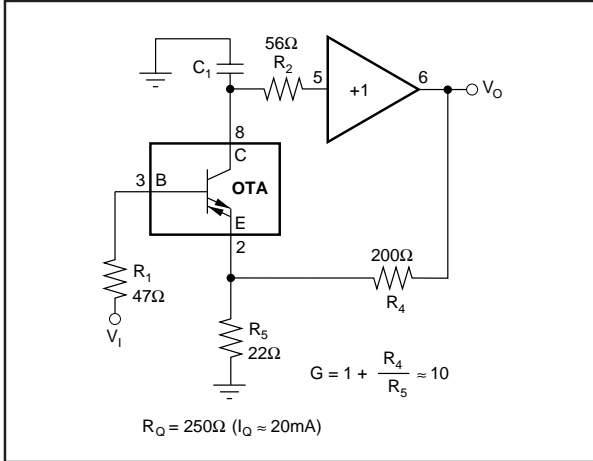 56Ω
R2
C1
5
+1
6
VO
8
C
3
B
OTA
E
2
200Ω
R4
R1
47Ω
VI
R5
22Ω
G = 1 + R4/R5 ≈ 10
RQ = 250Ω (IQ ≈ 20mA)